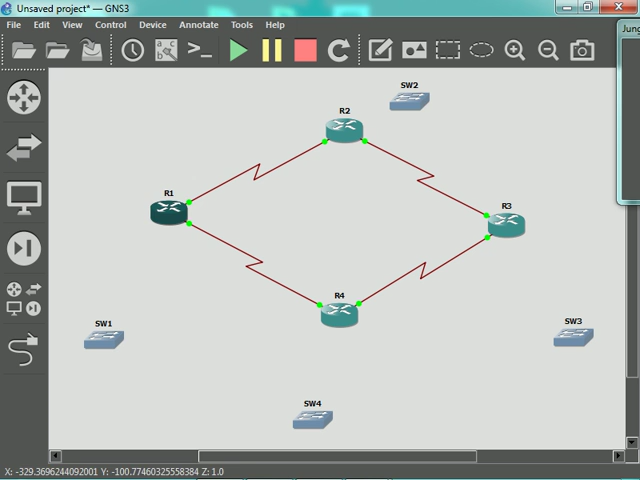 Unsaved project* — GNS3
File Edit View Control Device Annotate Tools Help
Jung
SW2
R2
R1
R3
R4
SW1
SW3
SW4
X: -329.3696244092001 Y: -100.77460325558384 Z: 1.0